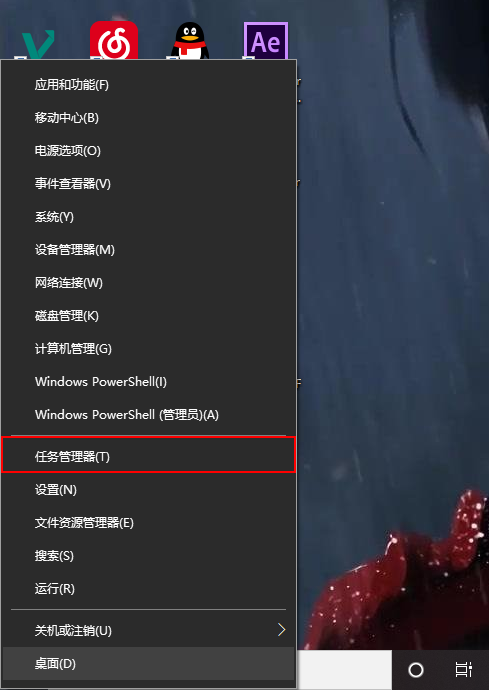 Ae
应用和功能(F)
移动中心(B)
电源选项(O)
事件查看器(V)
系统(Y)
设备管理器(M)
网络连接(W)
磁盘管理(K)
计算机管理(G)
Windows PowerShell(I)
Windows PowerShell (管理员)(A)
任务管理器(T)
设置(N)
文件资源管理器(E)
搜索(S)
运行(R)
关机或注销(U)
桌面(D)